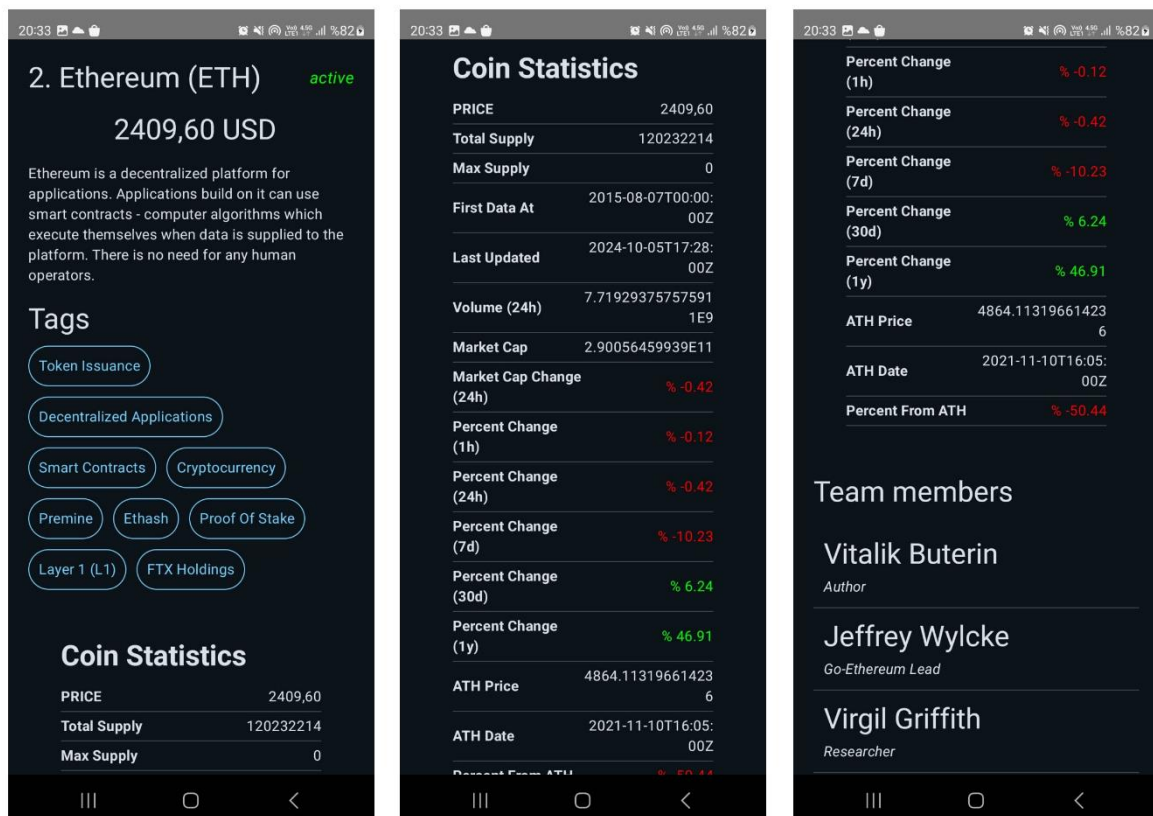 20:33 %82
2. Ethereum (ETH) active
2409,60 USD
Ethereum is a decentralized platform for
applications. Applications build on it can use
smart contracts - computer algorithms which
execute themselves when data is supplied to the
platform. There is no need for any human
operators.
Tags
Token Issuance
Decentralized Applications
Smart Contracts Cryptocurrency
Premine Ethash Proof Of Stake
Layer 1 (L1) FTX Holdings
Coin Statistics
PRICE 2409,60
Total Supply 120232214
Max Supply 0
20:33 %82
Coin Statistics
PRICE 2409,60
Total Supply 120232214
Max Supply 0
First Data At 2015-08-07T00:00:
00Z
Last Updated 2024-10-05T17:28:
00Z
Volume (24h) 7.71929375757591
1E9
Market Cap 2.90056459939E11
Market Cap Change
(24h) % -0.42
Percent Change
(1h) % -0.12
Percent Change
(24h) % -0.42
Percent Change
(7d) % -10.23
Percent Change
(30d) % 6.24
Percent Change
(1y) % 46.91
ATH Price 4864.11319661423
6
ATH Date 2021-11-10T16:05:
00Z
Percent From ATH % -50.44
20:33 %82
Percent Change
(1h) % -0.12
Percent Change
(24h) % -0.42
Percent Change
(7d) % -10.23
Percent Change
(30d) % 6.24
Percent Change
(1y) % 46.91
ATH Price 4864.11319661423
6
ATH Date 2021-11-10T16:05:
00Z
Percent From ATH % -50.44
Team members
Vitalik Buterin
Author
Jeffrey Wylcke
Go-Ethereum Lead
Virgil Griffith
Researcher